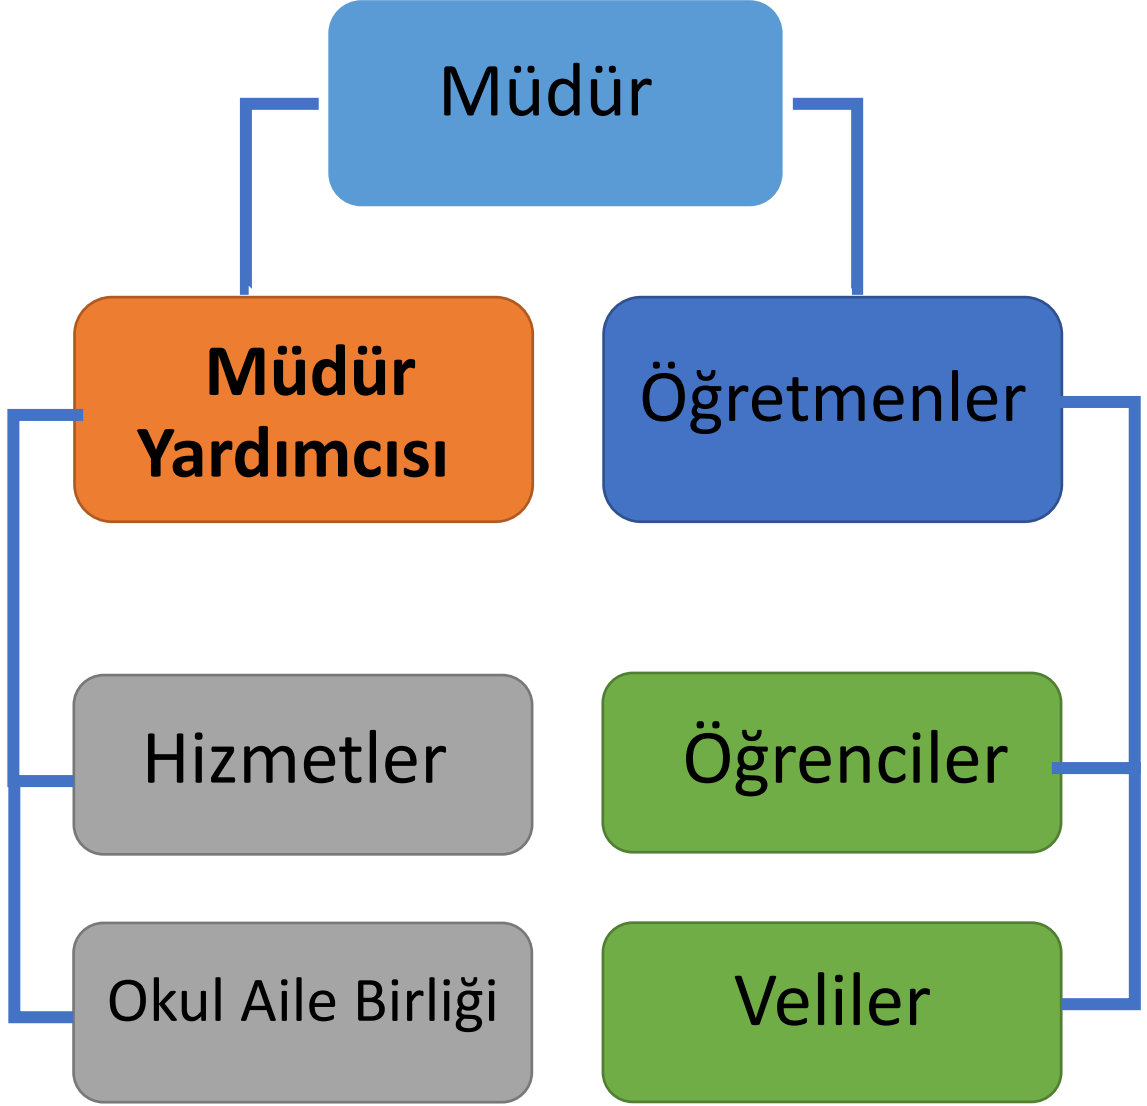 Müdür
Müdür
Yardımcısı
Öğretmenler
Hizmetler
Öğrenciler
Okul Aile Birliği
Veliler